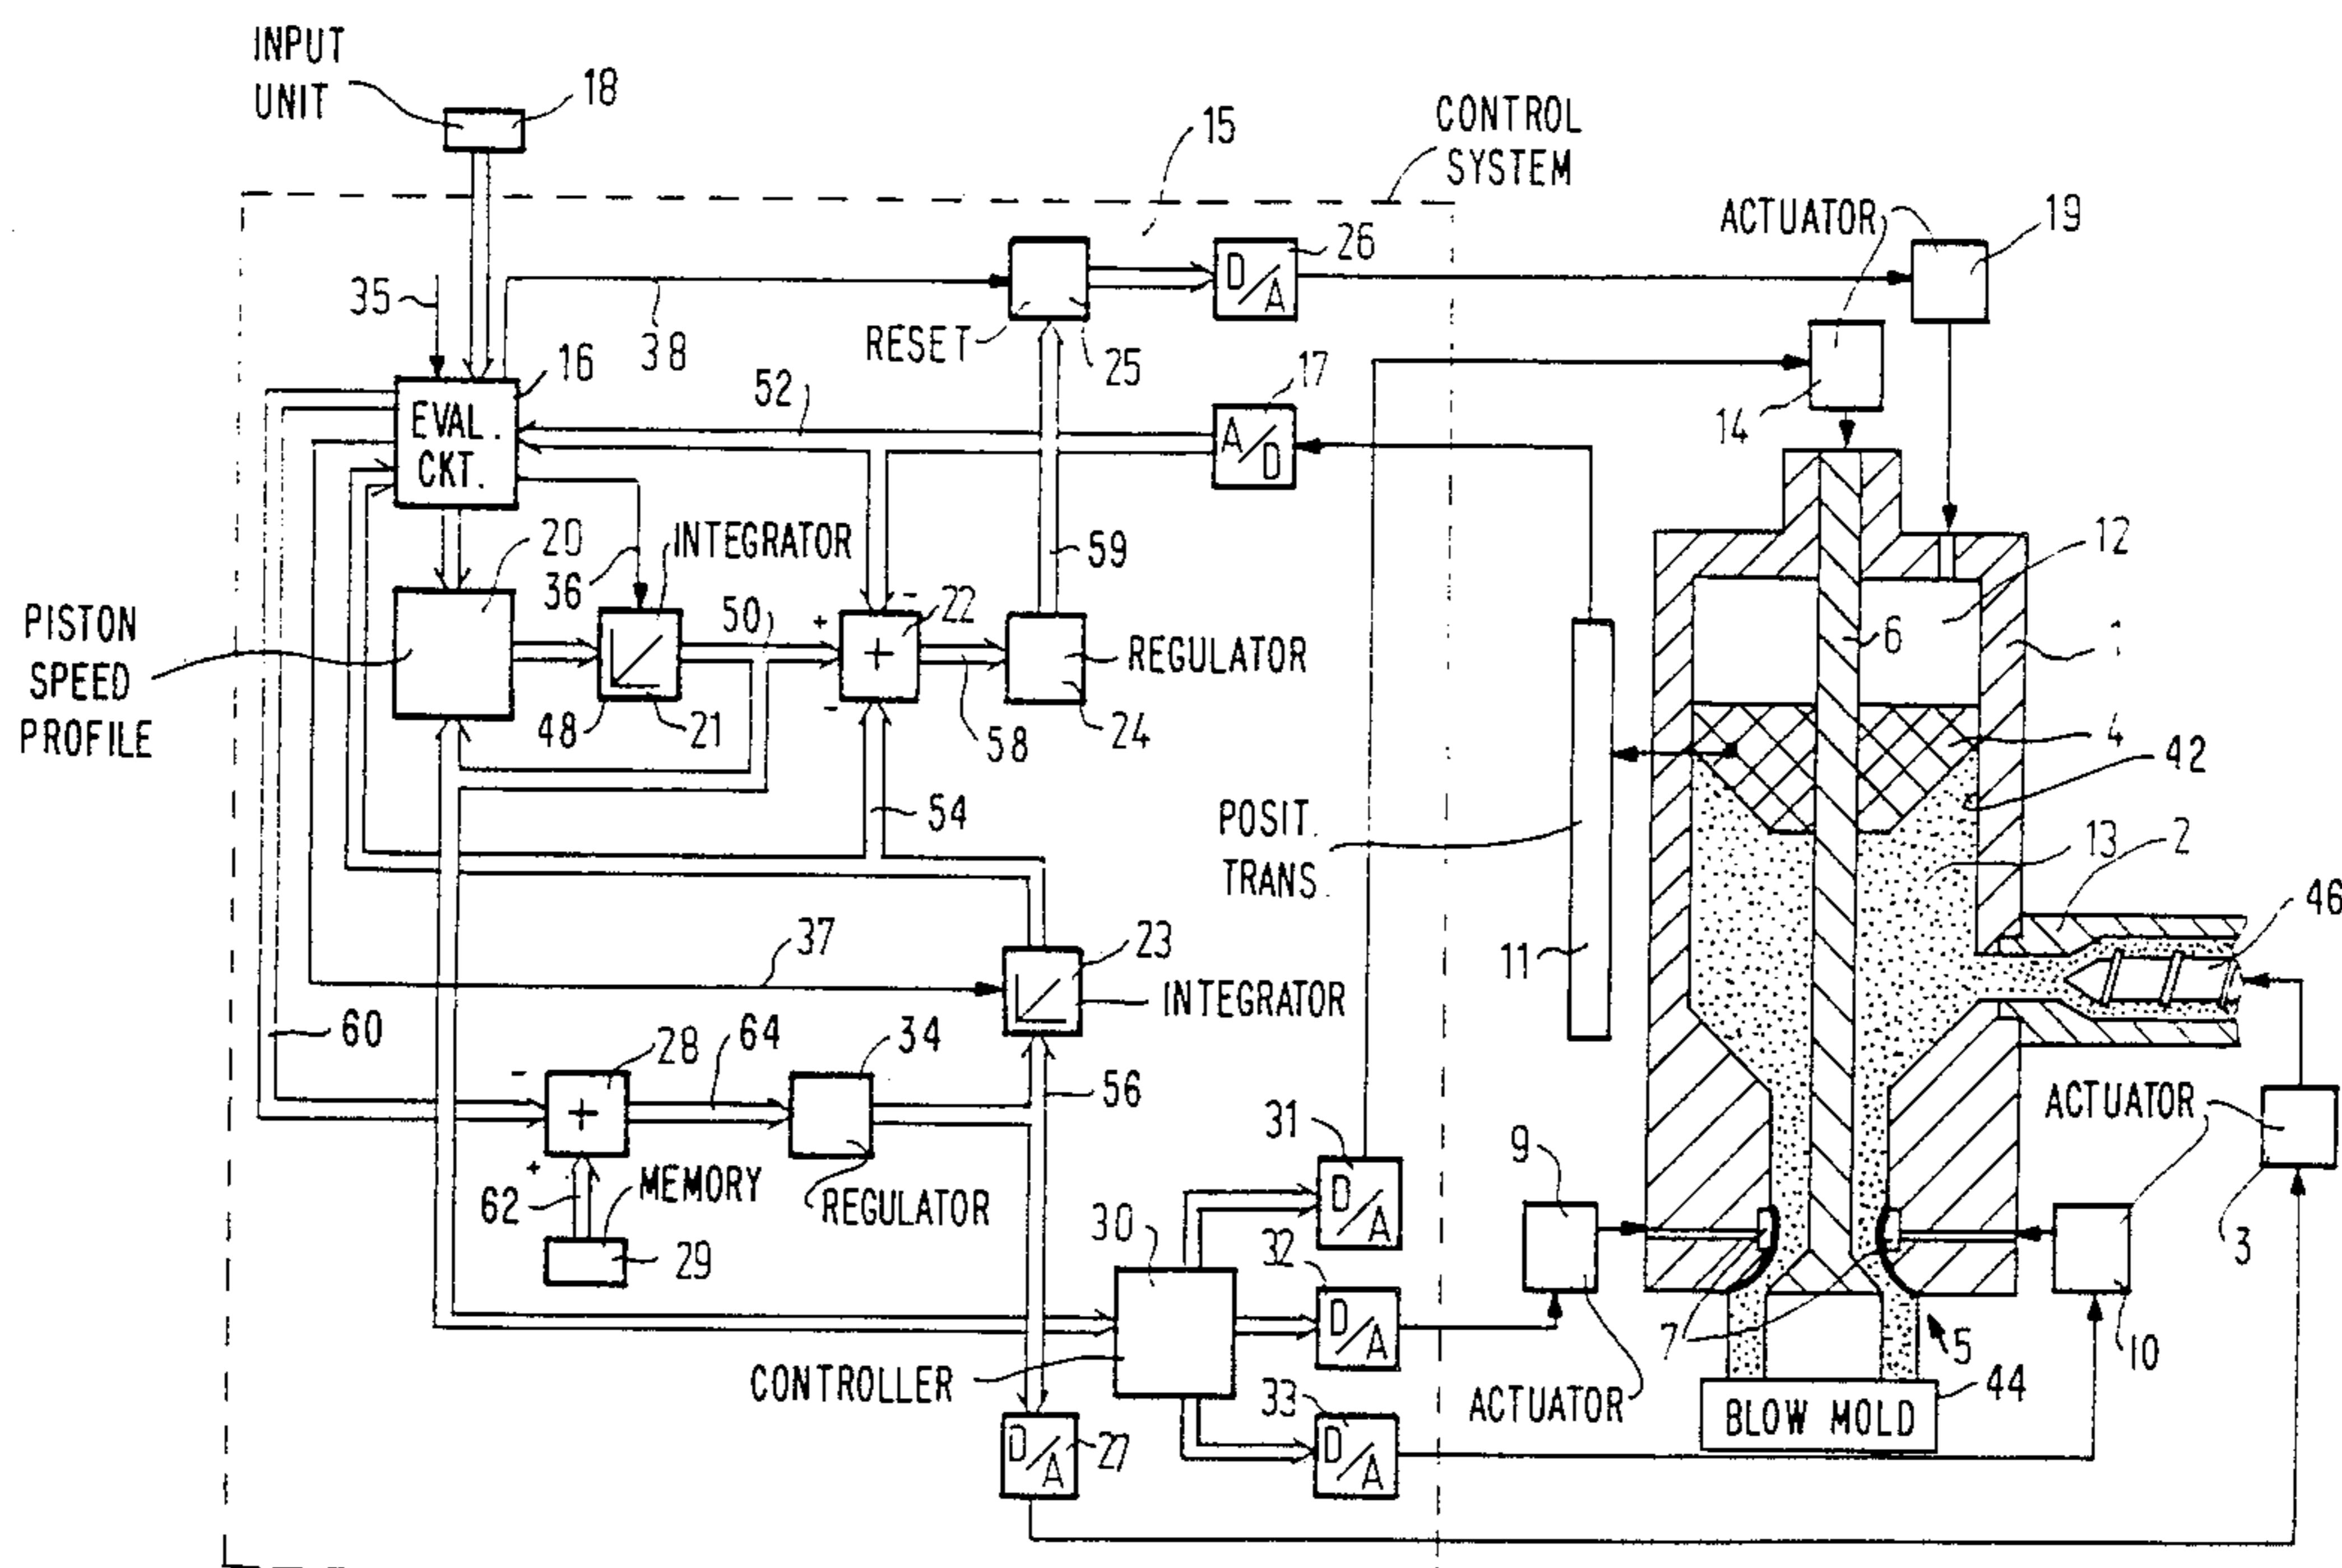 INPUT
UNIT
18
15
CONTROL
SYSTEM
ACTUATOR
19
26
D/A
35
38
RESET
25
16
52
17
14
EVAL.
CKT.
A/D
20
INTEGRATOR
36
50
- 22
59
12
PISTON
SPEED
PROFILE
+
+
REGULATOR
6
1
48
21
-
58
24
4
42
54
POSIT.
TRANS.
13
2
46
37
23
11
INTEGRATOR
60
28
64
34
56
-
+
31
ACTUATOR
9
D/A
+
MEMORY
62
REGULATOR
30
32
3
29
D/A
7
5
10
CONTROLLER
33
ACTUATOR
44
BLOW MOLD
D/A
27
D/A